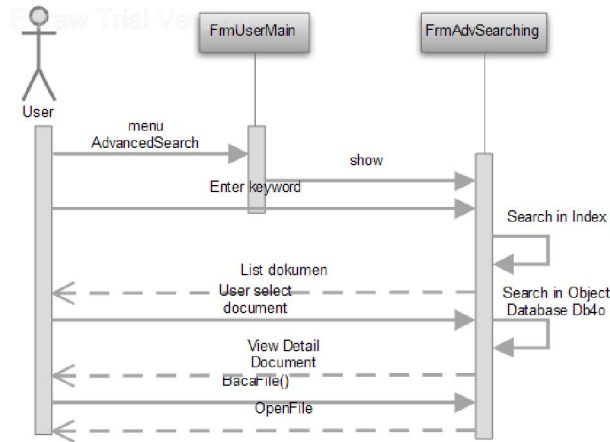 FrmUserMain
FrmAdvSearching
User
menu
AdvancedSearch
show
Enter keyword
Search in Index
List dokumen
User select
document
Search in Object
Database Db4o
View Detail
Document
BacaFile()
OpenFile